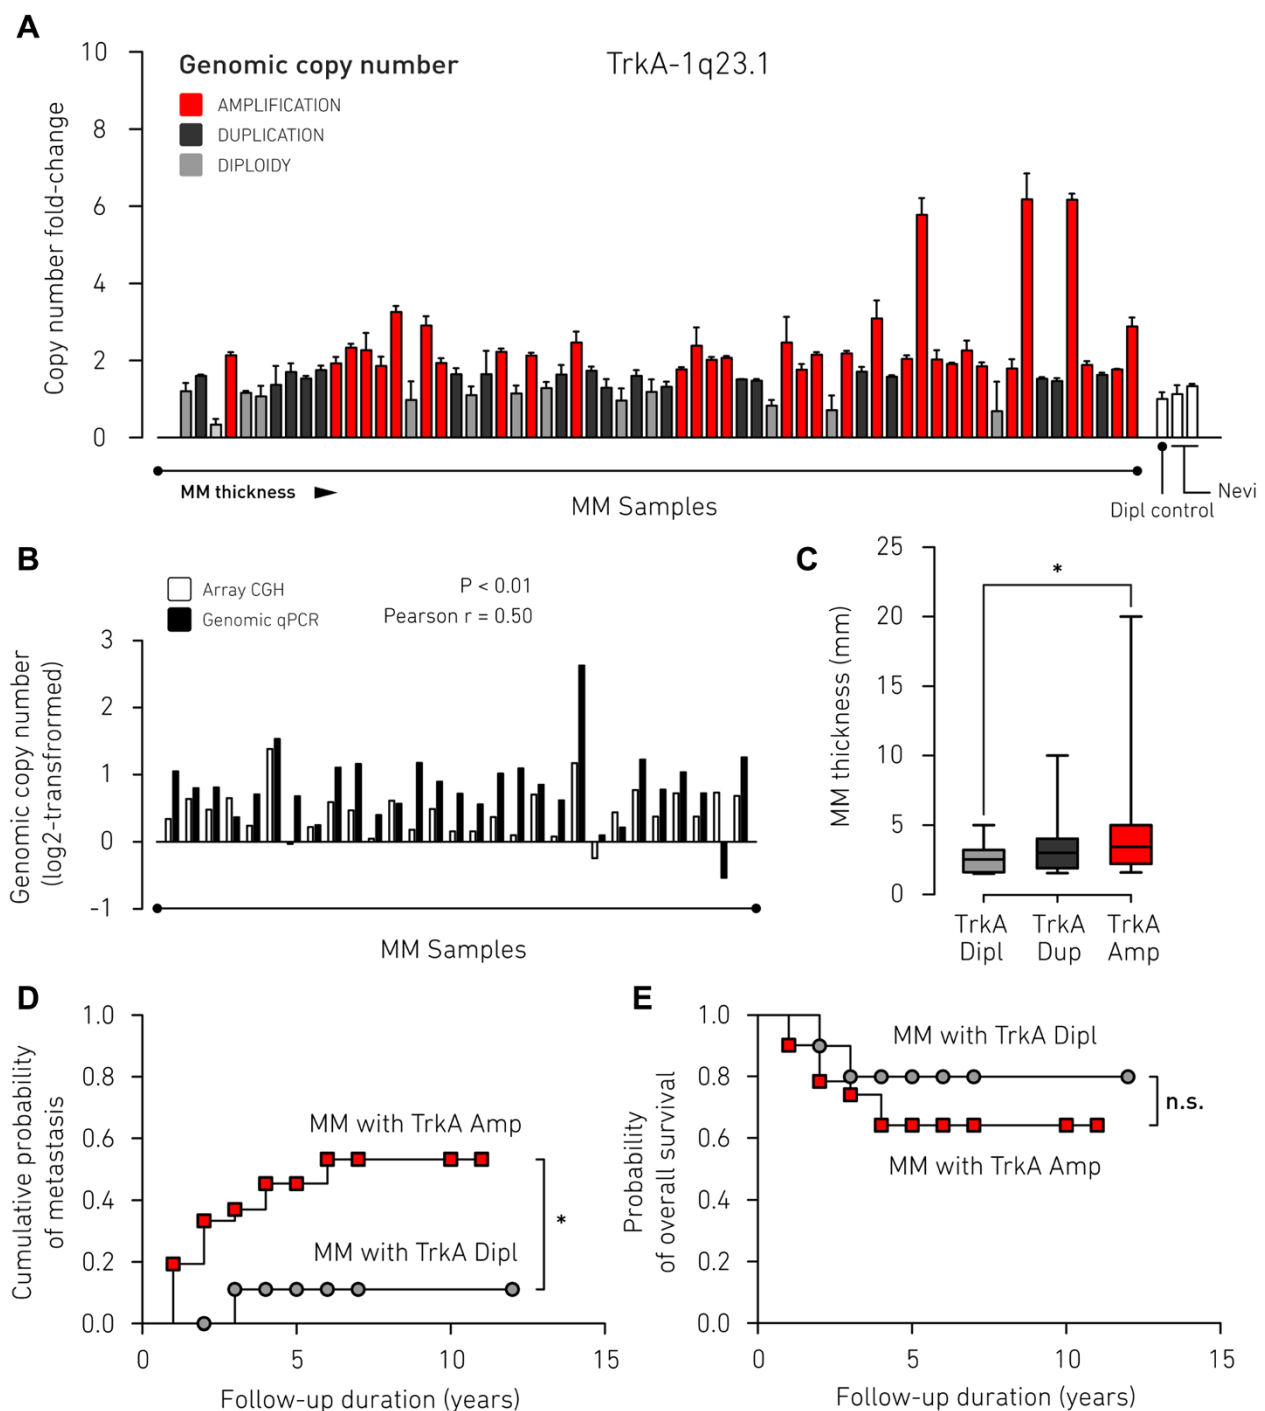 A
10
8
6
4
2
0
Copy number fold-change
Genomic copy number
AMPLIFICATION
DUPLICATION
DIPLOIDY
TrkA-1q23.1
MM thickness
MM Samples
Dipl control
Nevi
B
Array CGH
Genomic qPCR
P < 0.01
Pearson r = 0.50
3
2
1
0
-1
Genomic copy number
(log2-transfrormed)
MM Samples
C
25
20
15
10
5
0
MM thickness (mm)
*
TrkA TrkA TrkA
Dipl Dup Amp
D
1.0
0.8
0.6
0.4
0.2
0.0
Cumulative probability
of metastasis
MM with TrkA Amp
MM with TrkA Dipl
*
0 5 10 15
Follow-up duration (years)
E
1.0
0.8
0.6
0.4
0.2
0.0
Probability
of overall survival
MM with TrkA Dipl
n.s.
MM with TrkA Amp
0 5 10 15
Follow-up duration (years)